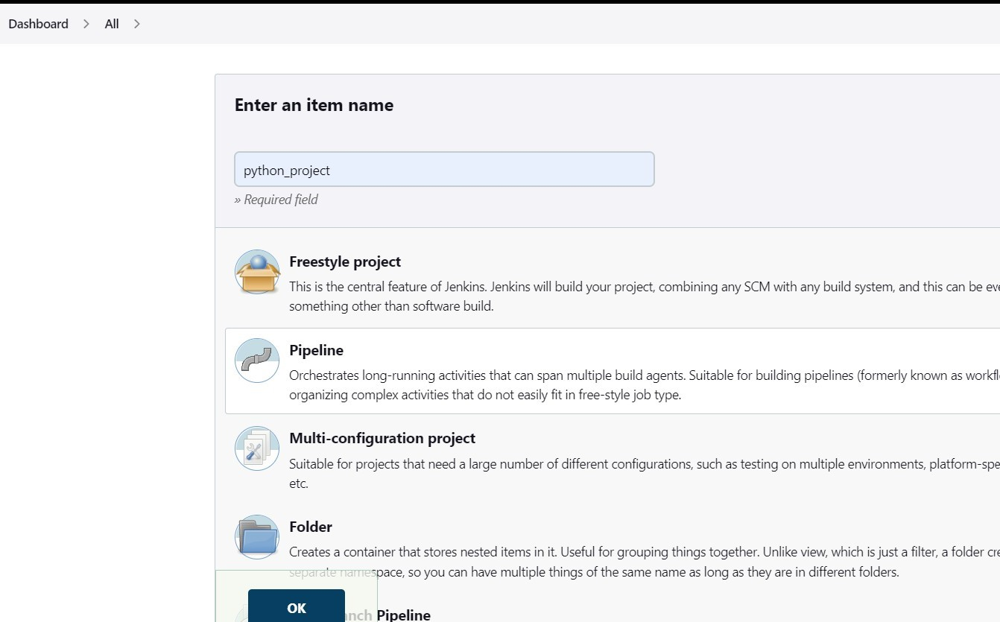 Dashboard > All >
Enter an item name
python_project
» Required field
Freestyle project
This is the central feature of Jenkins. Jenkins will build your project, combining any SCM with any build system, and this can be eve
something other than software build.
Pipeline
Orchestrates long-running activities that can span multiple build agents. Suitable for building pipelines (formerly known as workfl
organizing complex activities that do not easily fit in free-style job type.
Multi-configuration project
Suitable for projects that need a large number of different configurations, such as testing on multiple environments, platform-spe
etc.
Folder
Creates a container that stores nested items in it. Useful for grouping things together. Unlike view, which is just a filter, a folder cre
separate namespace, so you can have multiple things of the same name as long as they are in different folders.
OK
anch Pipeline